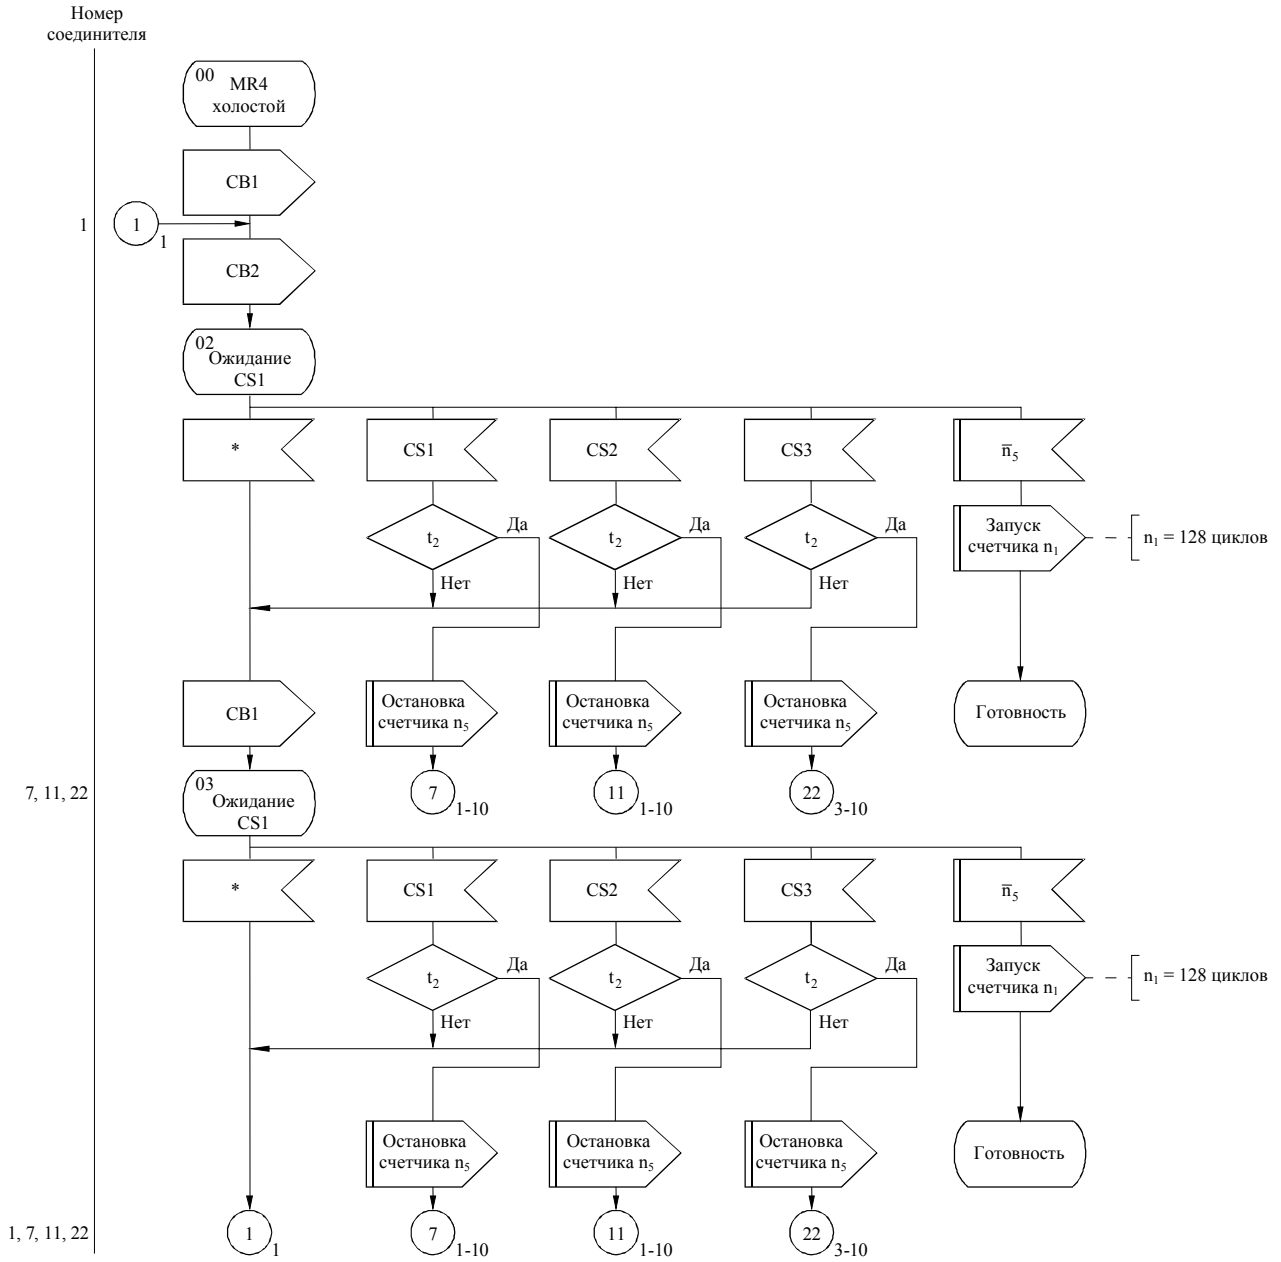 Номер
соединителя
00
MR4
холостой
CB1
1
1
1
CB2
02
Ожидание
CS1
*
CS1
CS2
CS3
n̅₅
t₂
Да
t₂
Да
t₂
Да
Запуск
счетчика n₁
n₁ = 128 циклов
Нет
Нет
Нет
CB1
Остановка
счетчика n₅
Остановка
счетчика n₅
Остановка
счетчика n₅
Готовность
7, 11, 22
03
Ожидание
CS1
7
1-10
11
1-10
22
3-10
*
CS1
CS2
CS3
n̅₅
t₂
Да
t₂
Да
t₂
Да
Запуск
счетчика n₁
n₁ = 128 циклов
Нет
Нет
Нет
Остановка
счетчика n₅
Остановка
счетчика n₅
Остановка
счетчика n₅
Готовность
1, 7, 11, 22
1
1
7
1-10
11
1-10
22
3-10